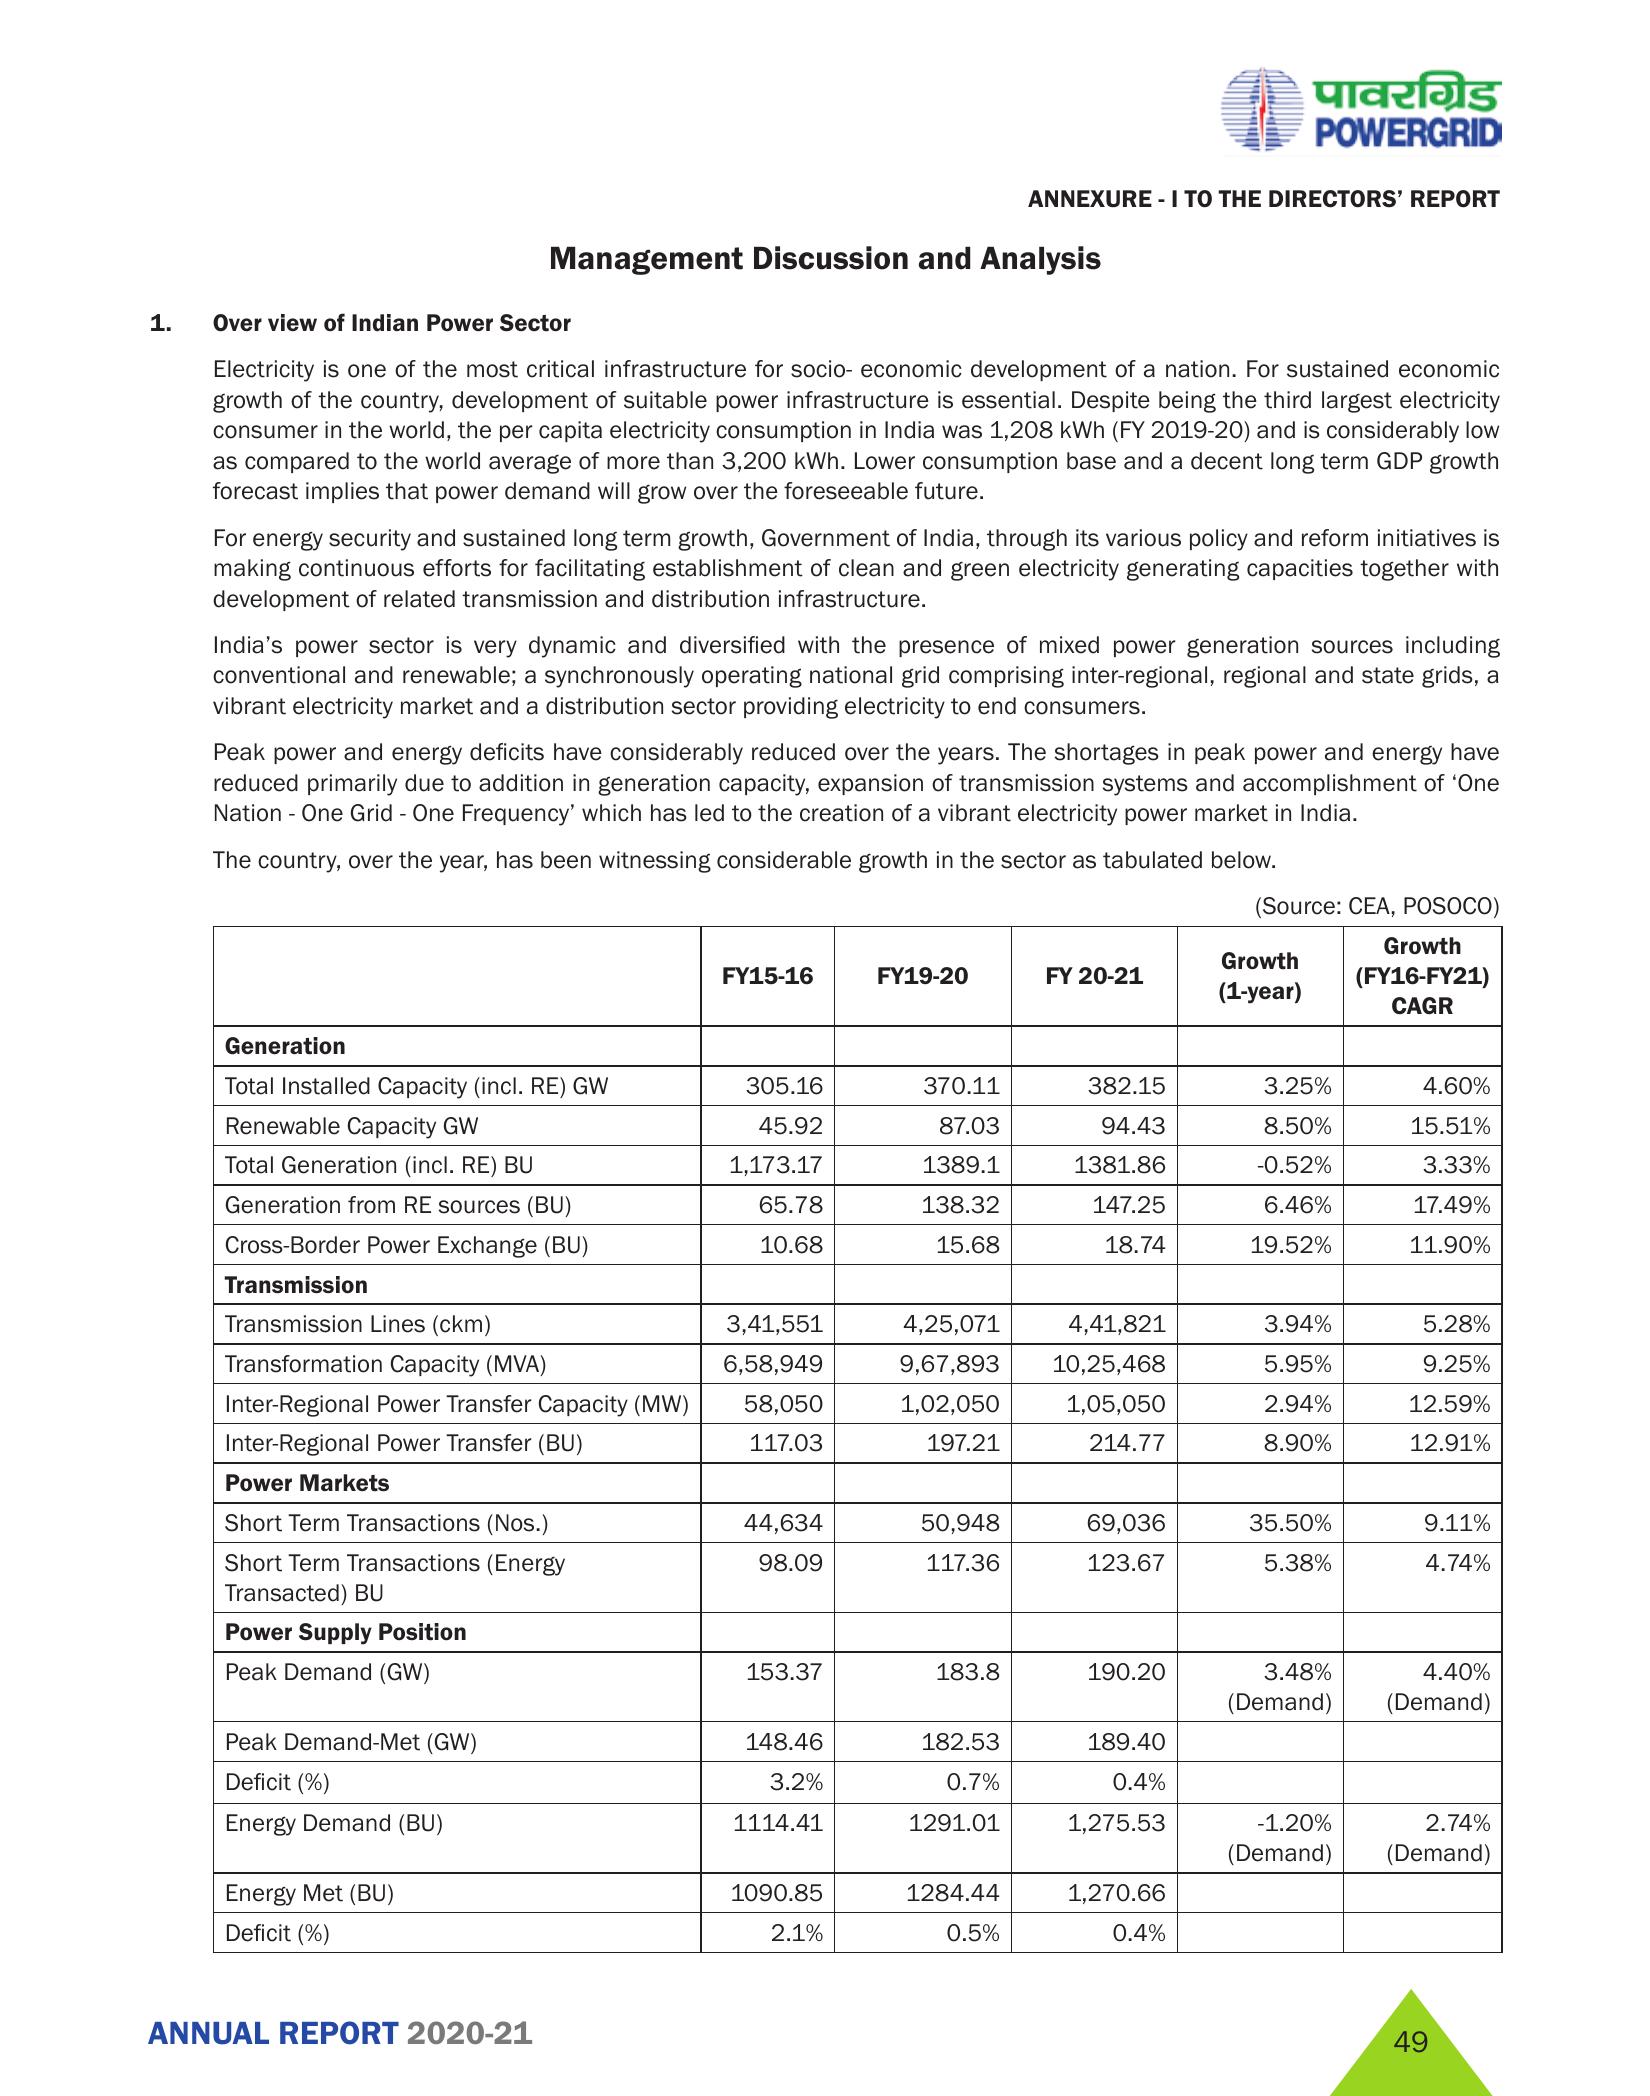 पावरग्रिड
POWERGRID
ANNEXURE - I TO THE DIRECTORS’ REPORT
Management Discussion and Analysis
1. Over view of Indian Power Sector
Electricity is one of the most critical infrastructure for socio- economic development of a nation. For sustained economic
growth of the country, development of suitable power infrastructure is essential. Despite being the third largest electricity
consumer in the world, the per capita electricity consumption in India was 1,208 kWh (FY 2019-20) and is considerably low
as compared to the world average of more than 3,200 kWh. Lower consumption base and a decent long term GDP growth
forecast implies that power demand will grow over the foreseeable future.
For energy security and sustained long term growth, Government of India, through its various policy and reform initiatives is
making continuous efforts for facilitating establishment of clean and green electricity generating capacities together with
development of related transmission and distribution infrastructure.
India’s power sector is very dynamic and diversified with the presence of mixed power generation sources including
conventional and renewable; a synchronously operating national grid comprising inter-regional, regional and state grids, a
vibrant electricity market and a distribution sector providing electricity to end consumers.
Peak power and energy deficits have considerably reduced over the years. The shortages in peak power and energy have
reduced primarily due to addition in generation capacity, expansion of transmission systems and accomplishment of ‘One
Nation - One Grid - One Frequency’ which has led to the creation of a vibrant electricity power market in India.
The country, over the year, has been witnessing considerable growth in the sector as tabulated below.
(Source: CEA, POSOCO)
FY15-16 FY19-20 FY 20-21 Growth (1-year) Growth (FY16-FY21) CAGR
Generation
Total Installed Capacity (incl. RE) GW 305.16 370.11 382.15 3.25% 4.60%
Renewable Capacity GW 45.92 87.03 94.43 8.50% 15.51%
Total Generation (incl. RE) BU 1,173.17 1389.1 1381.86 -0.52% 3.33%
Generation from RE sources (BU) 65.78 138.32 147.25 6.46% 17.49%
Cross-Border Power Exchange (BU) 10.68 15.68 18.74 19.52% 11.90%
Transmission
Transmission Lines (ckm) 3,41,551 4,25,071 4,41,821 3.94% 5.28%
Transformation Capacity (MVA) 6,58,949 9,67,893 10,25,468 5.95% 9.25%
Inter-Regional Power Transfer Capacity (MW) 58,050 1,02,050 1,05,050 2.94% 12.59%
Inter-Regional Power Transfer (BU) 117.03 197.21 214.77 8.90% 12.91%
Power Markets
Short Term Transactions (Nos.) 44,634 50,948 69,036 35.50% 9.11%
Short Term Transactions (Energy 98.09 117.36 123.67 5.38% 4.74%
Transacted) BU
Power Supply Position
Peak Demand (GW) 153.37 183.8 190.20 3.48% 4.40%
(Demand) (Demand)
Peak Demand-Met (GW) 148.46 182.53 189.40
Deficit (%) 3.2% 0.7% 0.4%
Energy Demand (BU) 1114.41 1291.01 1,275.53 -1.20% 2.74%
(Demand) (Demand)
Energy Met (BU) 1090.85 1284.44 1,270.66
Deficit (%) 2.1% 0.5% 0.4%
ANNUAL REPORT 2020-21
49